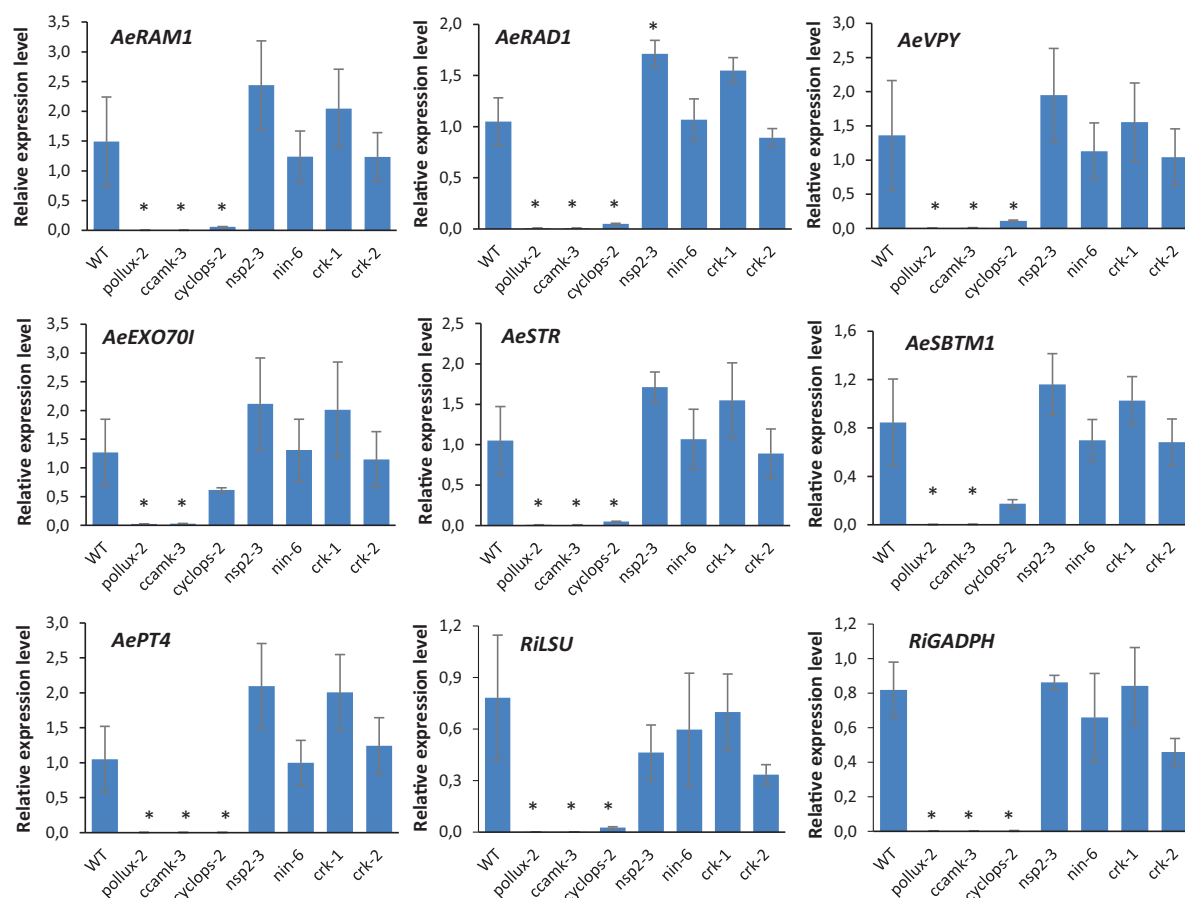 AeRAM1
Relaive expression level
3,5
3,0
2,5
2,0
1,5
1,0
0,5
0,0
* * *
WT pollux-2 ccamk-3 cyclops-2 nsp2-3 nin-6 crk-1 crk-2
AeRAD1
Relative expression level
2,0
1,5
1,0
0,5
0,0
* * * *
WT pollux-2 ccamk-3 cyclops-2 nsp2-3 nin-6 crk-1 crk-2
AeVPY
Relative expression level
3,0
2,5
2,0
1,5
1,0
0,5
0,0
* * *
WT pollux-2 ccamk-3 cyclops-2 nsp2-3 nin-6 crk-1 crk-2
AeEXO70I
Relative expression level
3,5
3,0
2,5
2,0
1,5
1,0
0,5
0,0
* *
WT pollux-2 ccamk-3 cyclops-2 nsp2-3 nin-6 crk-1 crk-2
AeSTR
Relative expression level
2,5
2,0
1,5
1,0
0,5
0,0
* * *
WT pollux-2 ccamk-3 cyclops-2 nsp2-3 nin-6 crk-1 crk-2
AeSBTM1
Relative expression level
1,6
1,2
0,8
0,4
0,0
* *
WT pollux-2 ccamk-3 cyclops-2 nsp2-3 nin-6 crk-1 crk-2
AePT4
Relative expression level
3,0
2,5
2,0
1,5
1,0
0,5
0,0
* * *
WT pollux-2 ccamk-3 cyclops-2 nsp2-3 nin-6 crk-1 crk-2
RiLSU
Relative expression level
1,2
0,9
0,6
0,3
0,0
* * *
WT pollux-2 ccamk-3 cyclops-2 nsp2-3 nin-6 crk-1 crk-2
RiGADPH
Relative expression level
1,2
1,0
0,8
0,6
0,4
0,2
0,0
* * *
WT pollux-2 ccamk-3 cyclops-2 nsp2-3 nin-6 crk-1 crk-2